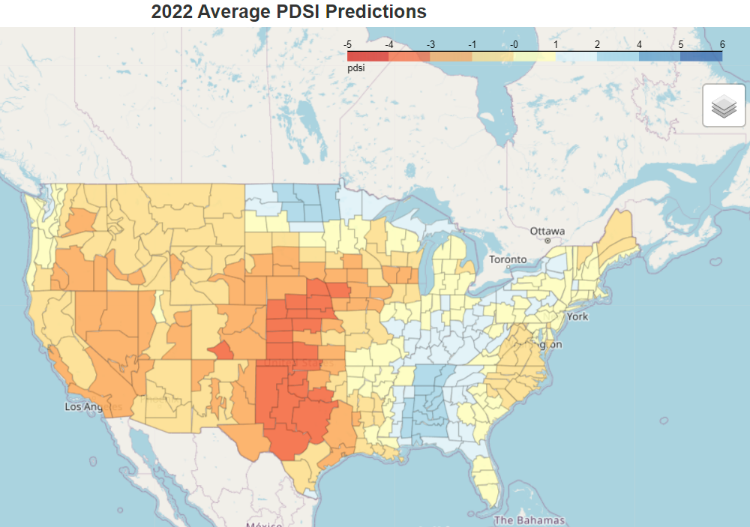 2022 Average PDSI Predictions
-5 -4 -3 -1 -0 1 2 4 5 6
pdsi
Ottawa
Toronto
York
Los Ang
The Bahamas
México